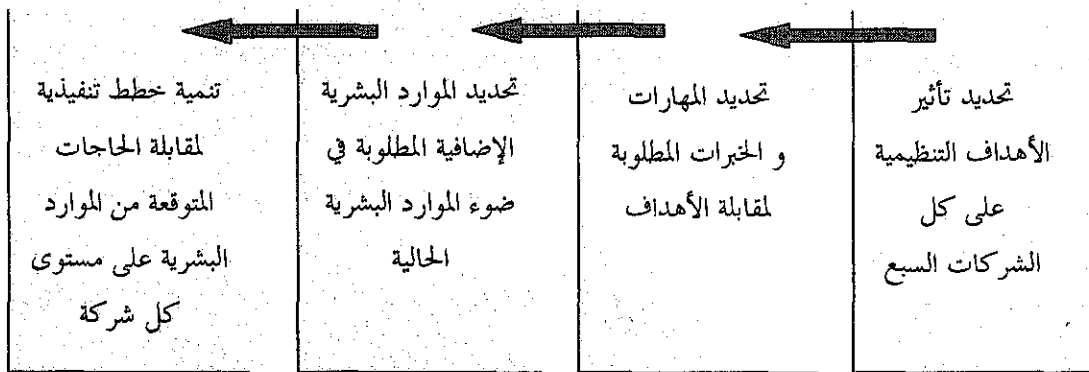 تحديد تأثير
الأهداف التنظيمية
على كل
الشركات السبع
تحديد المهارات
و الخبرات المطلوبة
لمقابلة الأهداف
تحديد الموارد البشرية
الإضافية المطلوبة في
ضوء الموارد البشرية
الحالية
تنمية خطط تنفيذية
لمقابلة الحاجات
المتوقعة من الموارد
البشرية على مستوى
كل شركة